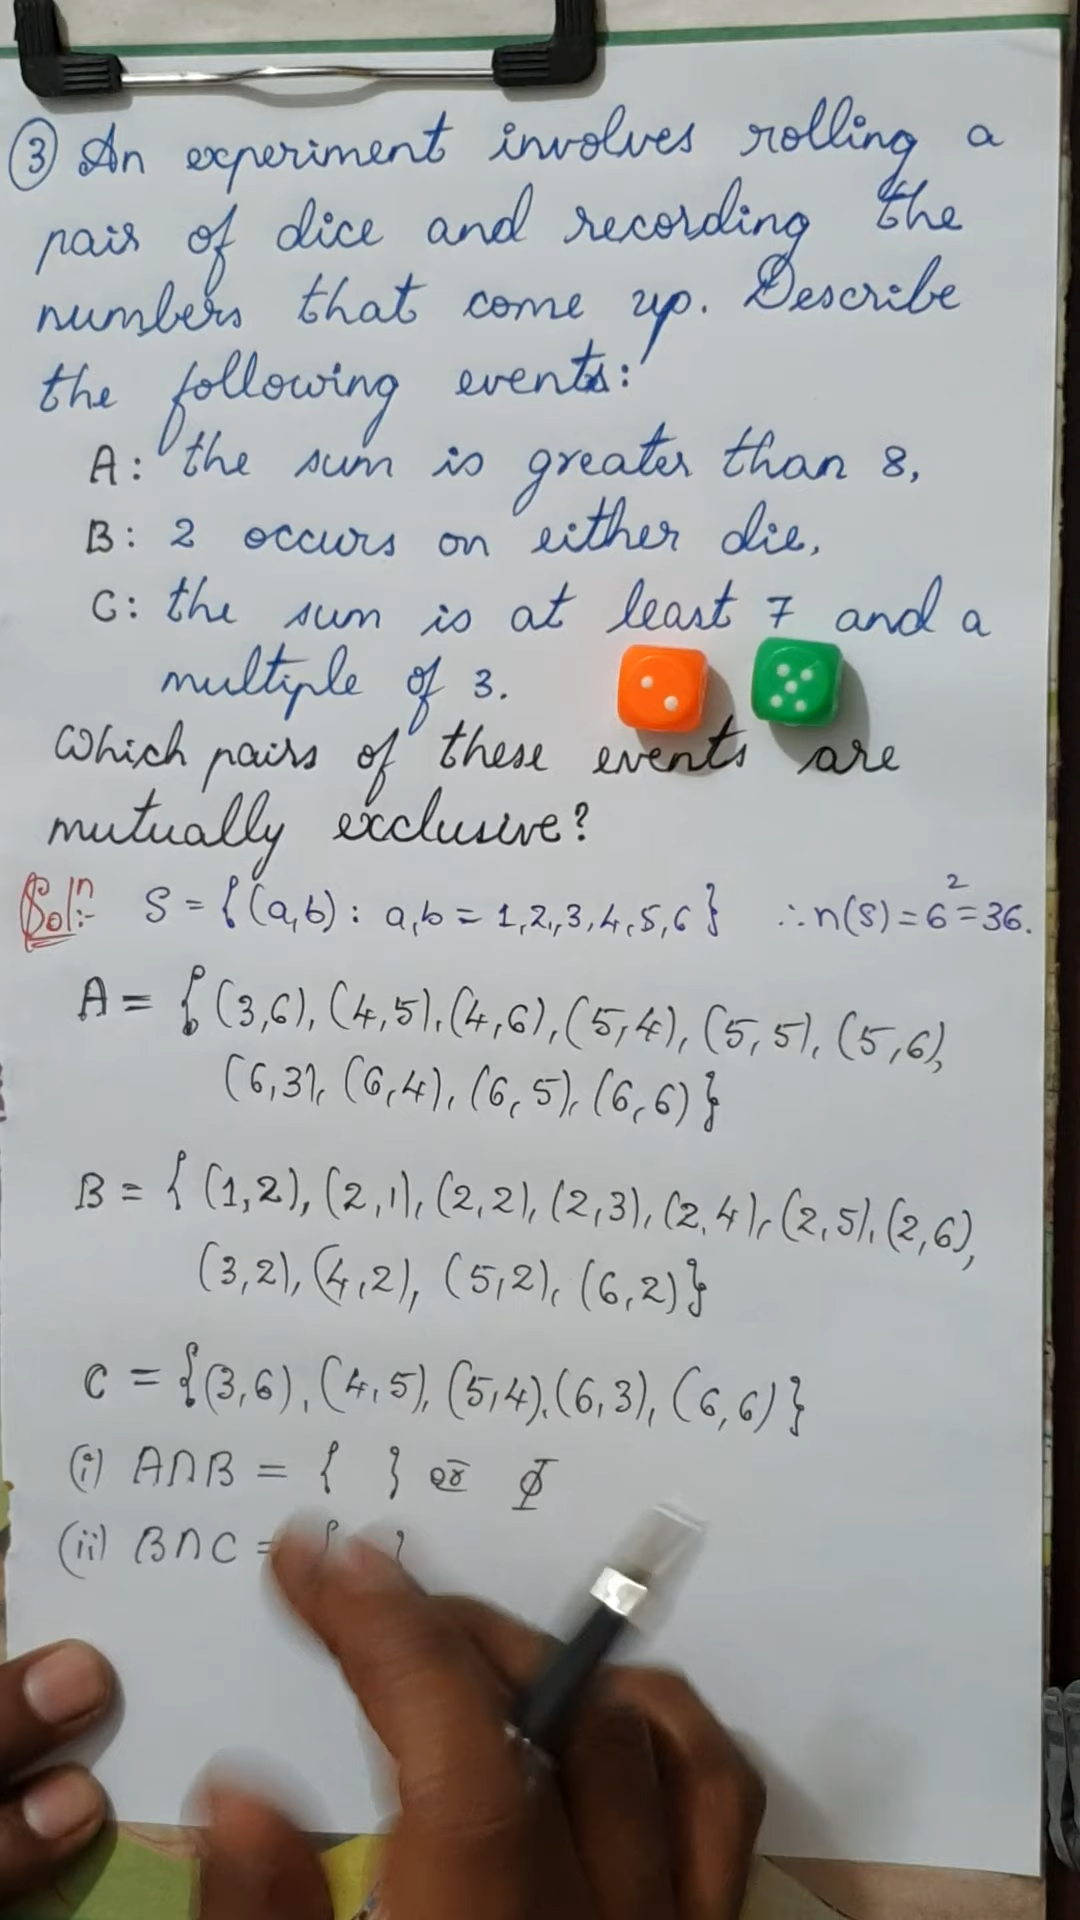 ③ An experiment involves rolling a
pair of dice and recording the
numbers that come up. Describe
the following events:
A: the sum is greater than 8,
B: 2 occurs on either die,
C: the sum is at least 7 and a
multiple of 3.
Which pairs of these events are
mutually exclusive?
Solⁿ:- S = {(a,b) : a,b = 1,2,3,4,5,6} ∴ n(S) = 6² = 36.
A = {(3,6), (4,5), (4,6), (5,4), (5,5), (5,6),
(6,3), (6,4), (6,5), (6,6)}
B = {(1,2), (2,1), (2,2), (2,3), (2,4), (2,5), (2,6),
(3,2), (4,2), (5,2), (6,2)}
C = {(3,6), (4,5), (5,4), (6,3), (6,6)}
(i) A∩B = { } or Φ
(ii) B∩C = { }